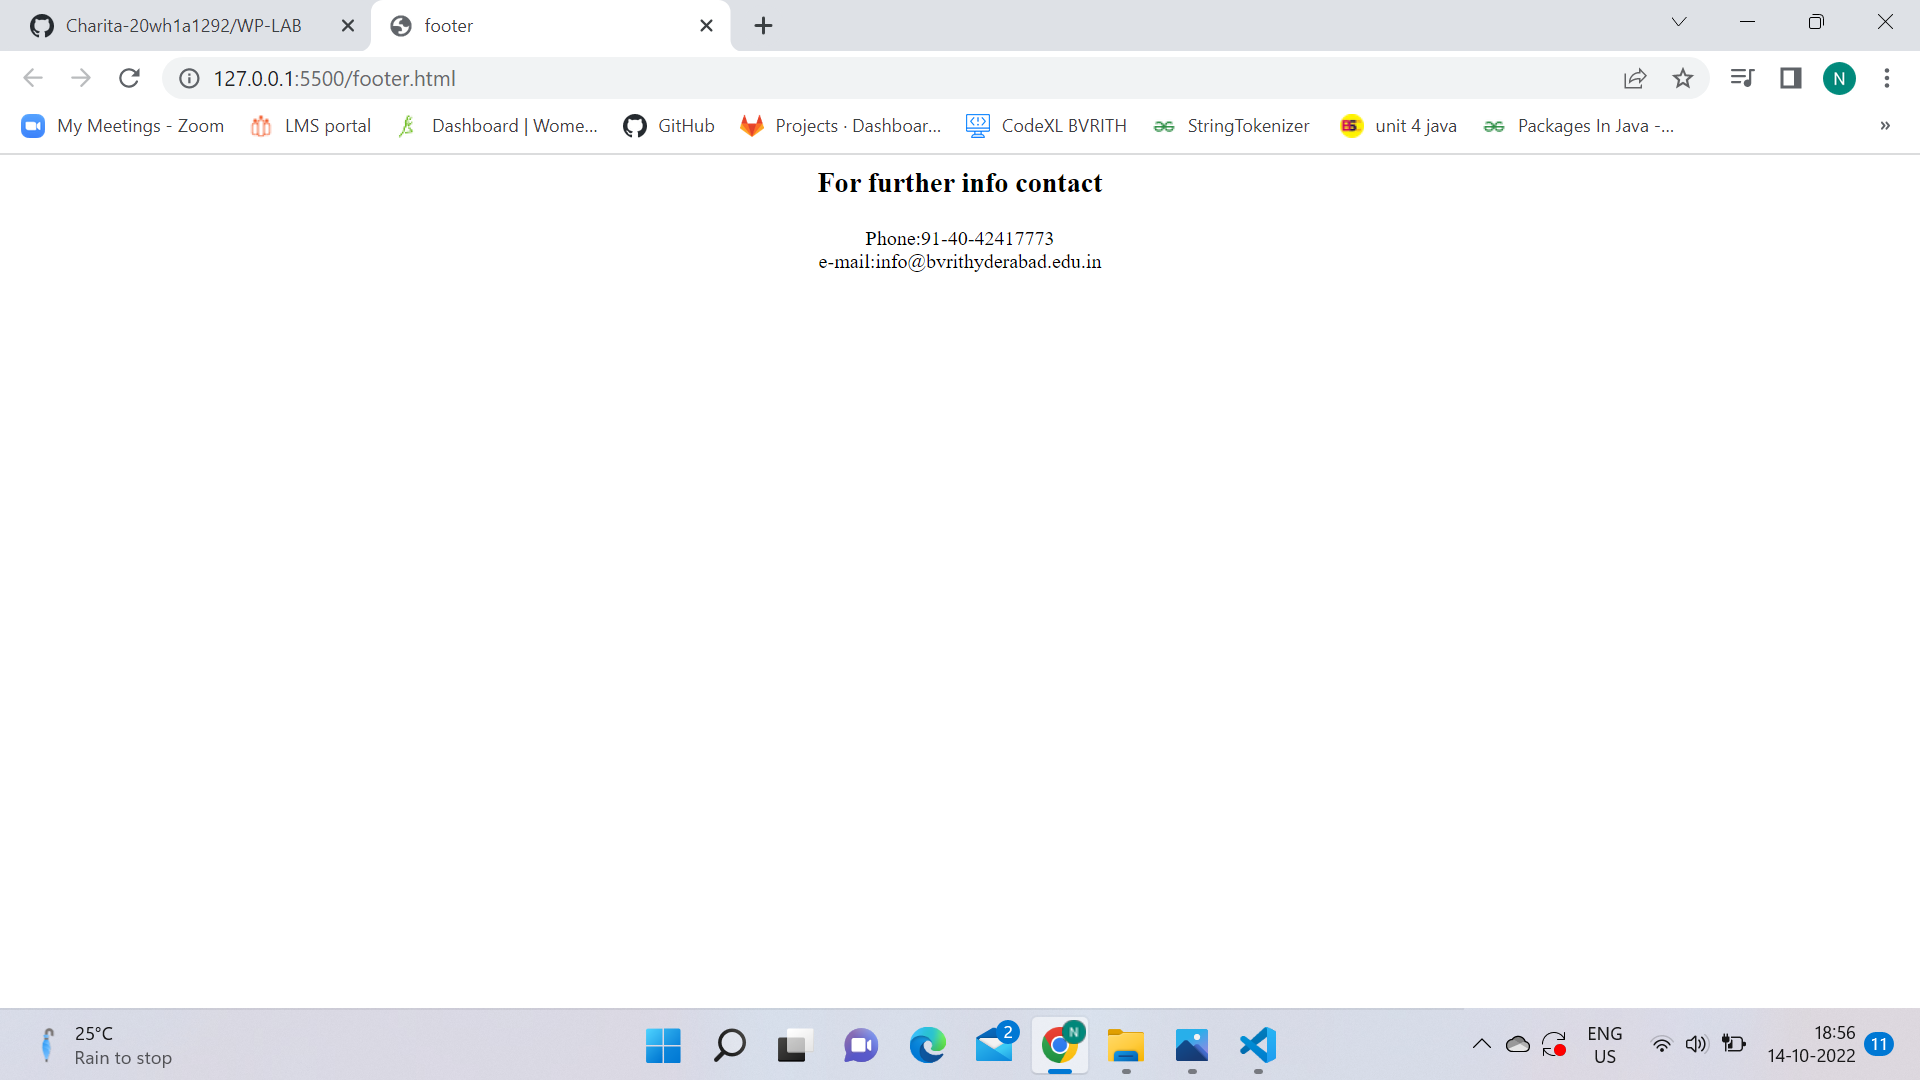 Charita-20wh1a1292/WP-LAB
footer
127.0.0.1:5500/footer.html
N
My Meetings - Zoom
LMS portal
Dashboard | Wome...
GitHub
Projects · Dashboar...
CodeXL BVRITH
StringTokenizer
unit 4 java
Packages In Java -...
»
For further info contact
Phone:91-40-42417773
e-mail:info@bvrithyderabad.edu.in
25°C
Rain to stop
2
N
ENG
US
18:56
14-10-2022
11